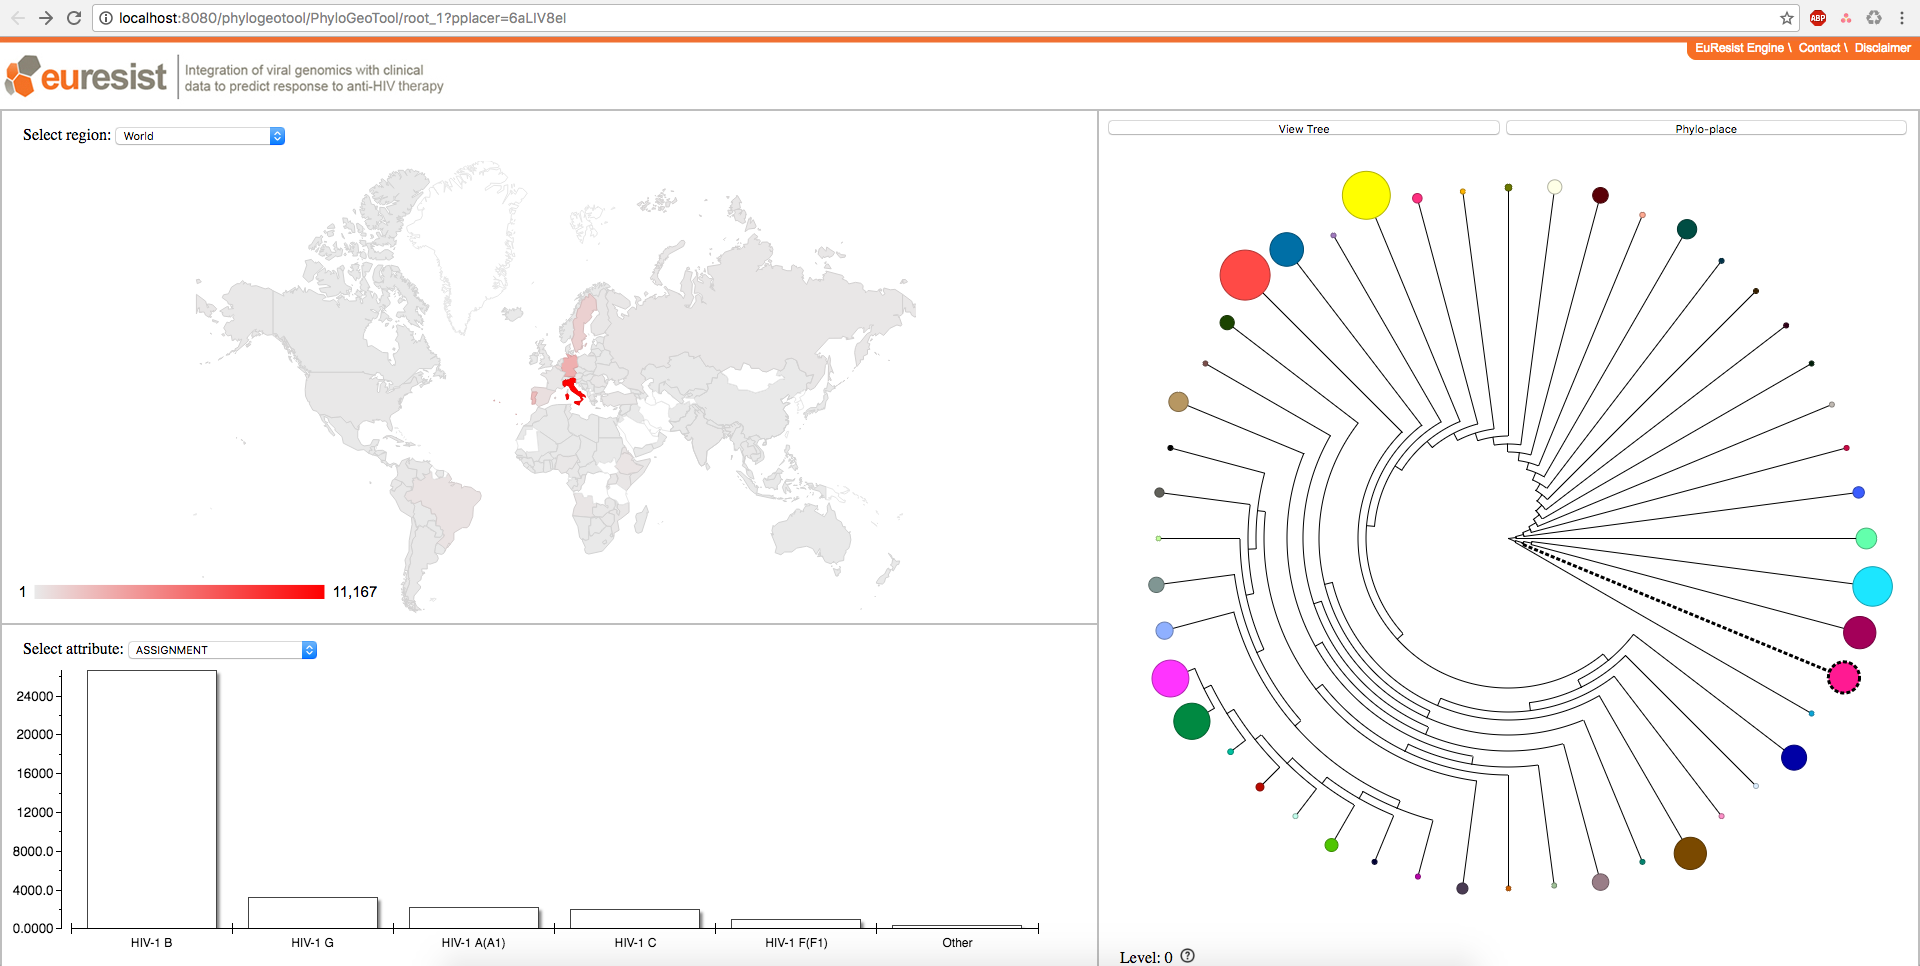 localhost:8080/phylogeotool/PhyloGeoTool/root_1?pplacer=6aLIV8el
ABP
EuResist Engine \ Contact \ Disclaimer
euresist
Integration of viral genomics with clinical
data to predict response to anti-HIV therapy
Select region: World
View Tree
Phylo-place
1
11,167
Select attribute: ASSIGNMENT
24000
20000
16000
12000
8000.0
4000.0
0.0000
HIV-1 B
HIV-1 G
HIV-1 A(A1)
HIV-1 C
HIV-1 F(F1)
Other
Level: 0 ?